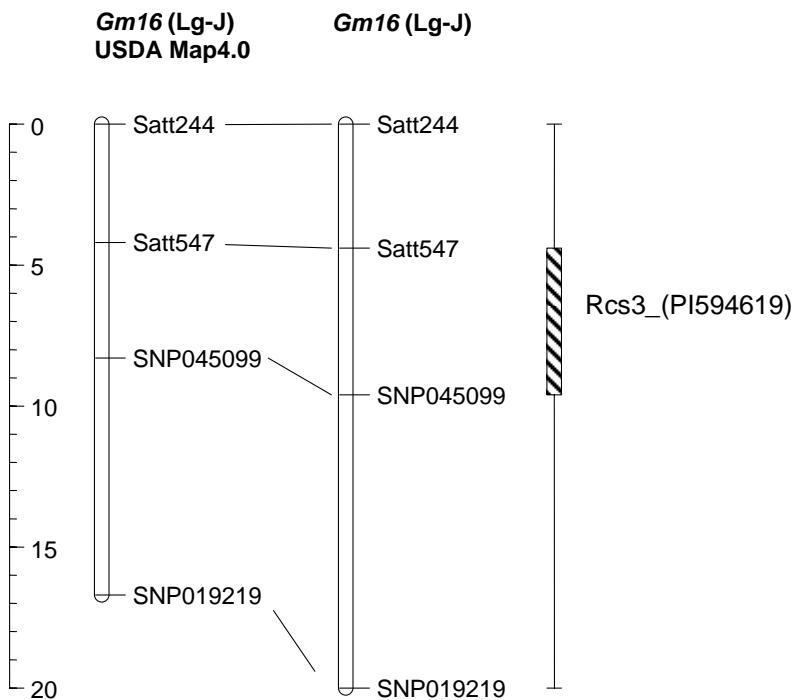 Gm16 (Lg-J)
USDA Map4.0
Gm16 (Lg-J)
0
5
10
15
20
Satt244
Satt547
SNP045099
SNP019219
Satt244
Satt547
SNP045099
SNP019219
Rcs3_(PI594619)